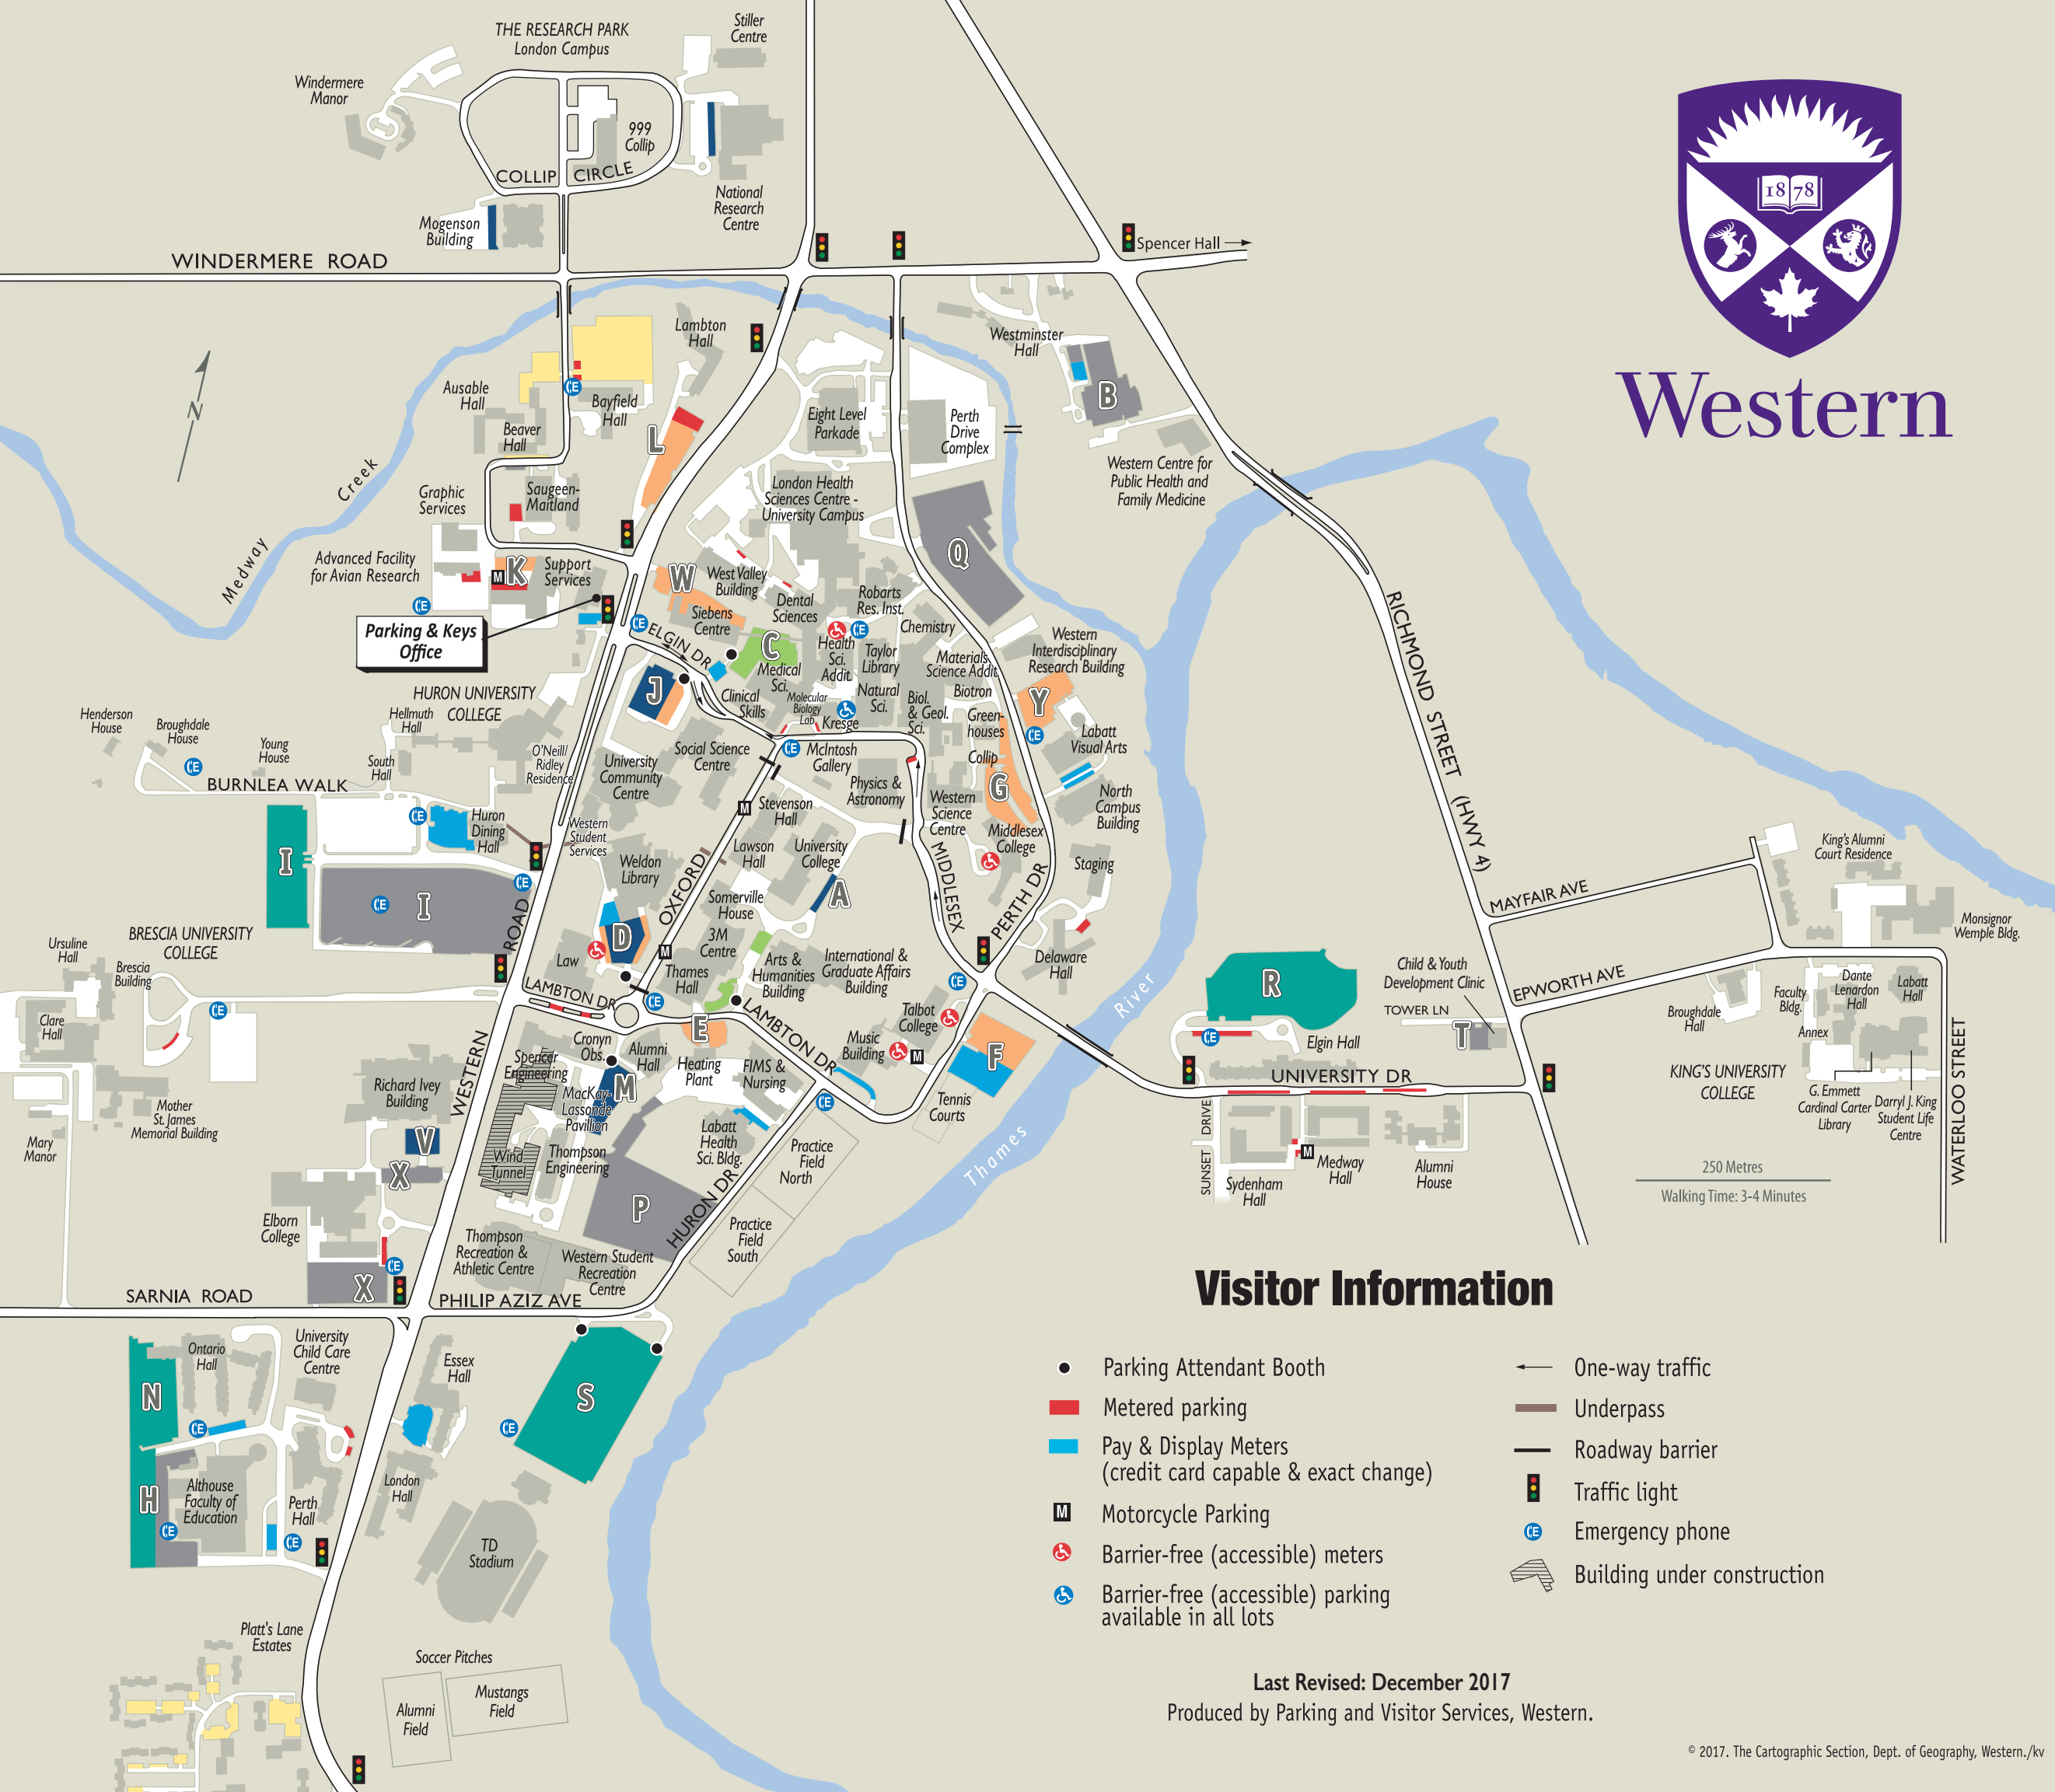 THE RESEARCH PARK
London Campus
Stiller
Centre
Windermere
Manor
999
Collip
COLLIP CIRCLE
National
Research
Centre
Mogenson
Building
WINDERMERE ROAD
Spencer Hall
1878
Western
Lambton
Hall
Westminster
Hall
B
Ausable
Hall
Bayfield
Hall
Beaver
Hall
L
Eight Level
Parkade
Perth
Drive
Complex
Western Centre for
Public Health and
Family Medicine
N
Medway Creek
Graphic
Services
Saugeen-
Maitland
London Health
Sciences Centre -
University Campus
Advanced Facility
for Avian Research
M
K
Support
Services
Q
W
West Valley
Building
Siebens
Centre
Dental
Sciences
Robarts
Res. Inst.
Chemistry
Parking & Keys
Office
ELGIN DR
C
Medical
Sci.
Health
Sci.
Addit.
Taylor
Library
Materials
Science Addit.
Western
Interdisciplinary
Research Building
J
Clinical
Skills
Molecular
Biology
Lab
Kresge
Natural
Sci.
Biol.
& Geol.
Sci.
Biotron
Green-
houses
Y
Labatt
Visual Arts
RICHMOND STREET (HWY 4)
HURON UNIVERSITY
COLLEGE
Hellmuth
Hall
Henderson
House
Broughdale
House
Young
House
South
Hall
O'Neill/
Ridley
Residence
University
Community
Centre
Social Science
Centre
McIntosh
Gallery
Physics &
Astronomy
Collip
G
Western
Science
Centre
North
Campus
Building
BURNLEA WALK
Huron
Dining
Hall
Western
Student
Services
M
Stevenson
Hall
Middlesex
College
I
I
Weldon
Library
Lawson
Hall
University
College
A
Staging
King's Alumni
Court Residence
MAYFAIR AVE
Monsignor
Wemple Bldg.
OXFORD
Somerville
House
MIDDLESEX
PERTH DR
D
M
Law
3M
Centre
Thames
Hall
Arts &
Humanities
Building
International &
Graduate Affairs
Building
Delaware
Hall
BRESCIA UNIVERSITY
COLLEGE
Ursuline
Hall
Brescia
Building
Clare
Hall
LAMBTON DR
E
LAMBTON DR
Talbot
College
Music
Building
M
F
R
Child & Youth
Development Clinic
TOWER LN
T
EPWORTH AVE
Broughdale
Hall
Faculty
Bldg.
Annex
Dante
Lenardon
Hall
Labatt
Hall
Elgin Hall
KING'S UNIVERSITY
COLLEGE
G. Emmett
Cardinal Carter
Library
Darryl J. King
Student Life
Centre
WATERLOO STREET
WESTERN ROAD
Spencer
Engineering
Cronyn
Obs.
Alumni
Hall
Heating
Plant
FIMS &
Nursing
M
MacKay-
Lassonde
Pavilion
Richard Ivey
Building
V
X
Mother
St. James
Memorial Building
Mary
Manor
Wind
Tunnel
Thompson
Engineering
Labatt
Health
Sci. Bldg.
Tennis
Courts
Practice
Field
North
Practice
Field
South
P
HURON DR
Thames River
UNIVERSITY DR
SUNSET DRIVE
Sydenham
Hall
M
Medway
Hall
Alumni
House
250 Metres
Walking Time: 3-4 Minutes
Elborn
College
X
Thompson
Recreation &
Athletic Centre
Western Student
Recreation
Centre
SARNIA ROAD
PHILIP AZIZ AVE
Ontario
Hall
University
Child Care
Centre
Essex
Hall
N
S
H
Althouse
Faculty of
Education
Perth
Hall
London
Hall
TD
Stadium
Platt's Lane
Estates
Soccer Pitches
Alumni
Field
Mustangs
Field
Visitor Information
Parking Attendant Booth
Metered parking
Pay & Display Meters
(credit card capable & exact change)
M
Motorcycle Parking
Barrier-free (accessible) meters
Barrier-free (accessible) parking
available in all lots
One-way traffic
Underpass
Roadway barrier
Traffic light
Emergency phone
Building under construction
Last Revised: December 2017
Produced by Parking and Visitor Services, Western.
© 2017. The Cartographic Section, Dept. of Geography, Western./kv